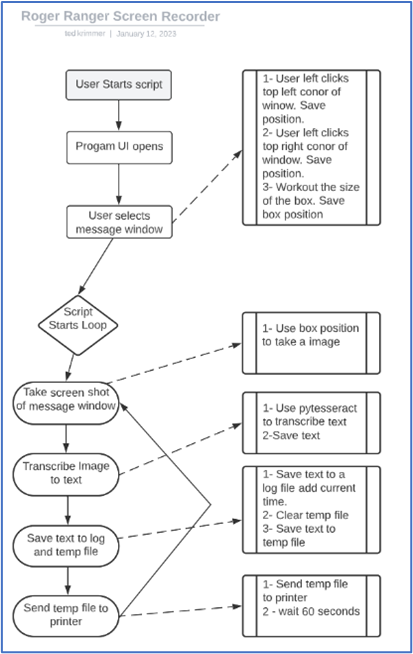 Roger Ranger Screen Recorder
ted krimmer | January 12, 2023
User Starts script
Progam UI opens
User selects
message window
Script
Starts Loop
Take screen shot
of message window
Transcribe Image
to text
Save text to log
and temp file
Send temp file to
printer
1- User left clicks
top left conor of
winow. Save
position.
2- User left clicks
top right conor of
window. Save
position.
3- Workout the size
of the box. Save
box position
1- Use box position
to take a image
1- Use pytesseract
to transcribe text
2-Save text
1- Save text to a
log file add current
time.
2- Clear temp file
3- Save text to
temp file
1- Send temp file
to printer
2 - wait 60 seconds